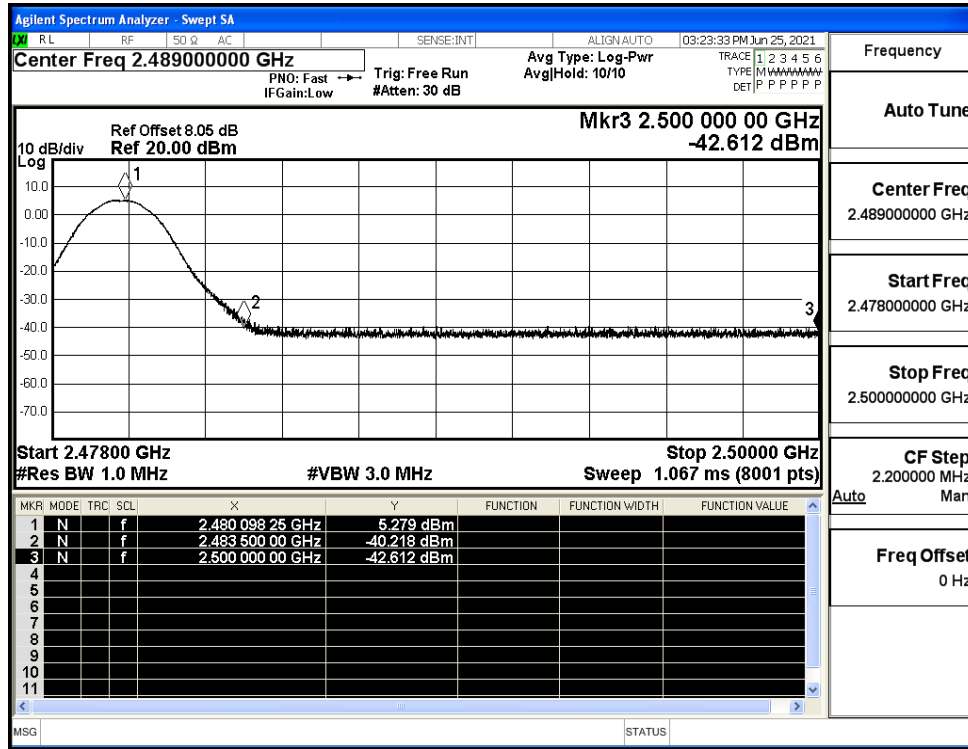 Agilent Spectrum Analyzer - Swept SA
LXI RL RF 50 Ω AC SENSE:INT ALIGN AUTO 03:23:33 PM Jun 25, 2021
Center Freq 2.489000000 GHz
PNO: Fast
IFGain:Low
Trig: Free Run
#Atten: 30 dB
Avg Type: Log-Pwr
Avg|Hold: 10/10
TRACE 1 2 3 4 5 6
TYPE M WWWWW
DET P P P P P P
Ref Offset 8.05 dB
10 dB/div Ref 20.00 dBm
Log
Mkr3 2.500 000 00 GHz
-42.612 dBm
10.0
0.00
-10.0
-20.0
-30.0
-40.0
-50.0
-60.0
-70.0
1
2
3
Start 2.47800 GHz Stop 2.50000 GHz
#Res BW 1.0 MHz #VBW 3.0 MHz Sweep 1.067 ms (8001 pts)
MKR MODE TRC SCL X Y FUNCTION FUNCTION WIDTH FUNCTION VALUE
1 N f 2.480 098 25 GHz 5.279 dBm
2 N f 2.483 500 00 GHz -40.218 dBm
3 N f 2.500 000 00 GHz -42.612 dBm
4
5
6
7
8
9
10
11
MSG STATUS
Frequency
Auto Tune
Center Freq
2.489000000 GHz
Start Freq
2.478000000 GHz
Stop Freq
2.500000000 GHz
CF Step
2.200000 MHz
Auto Man
Freq Offset
0 Hz